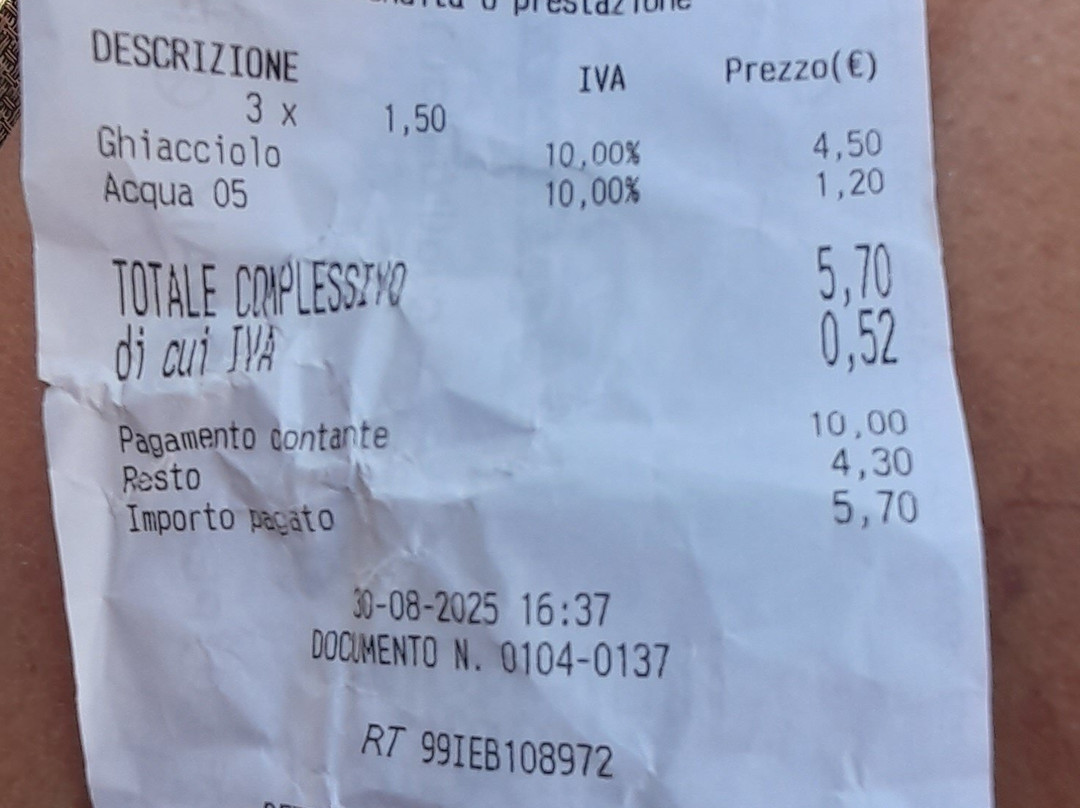 prestazione
DESCRIZIONE IVA Prezzo(€)
3 x 1,50
Ghiacciolo 10,00% 4,50
Acqua 05 10,00% 1,20
TOTALE COMPLESSIVO 5,70
di cui IVA 0,52
Pagamento contante 10,00
Resto 4,30
Importo pagato 5,70
30-08-2025 16:37
DOCUMENTO N. 0104-0137
RT 99IEB108972